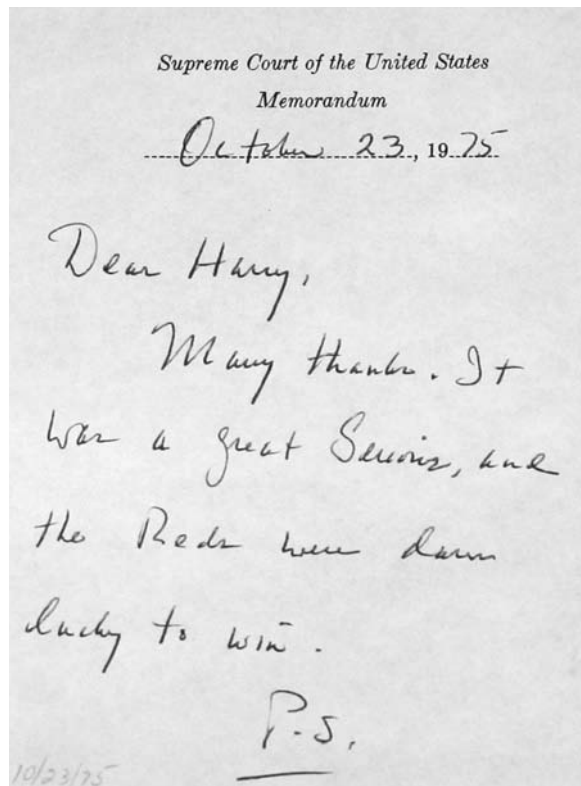 Supreme Court of the United States
Memorandum
October 23, 1975
Dear Harry,
Many thanks. It
was a great Series, and
the Reds were damn
lucky to win.
P.S.
10/23/75